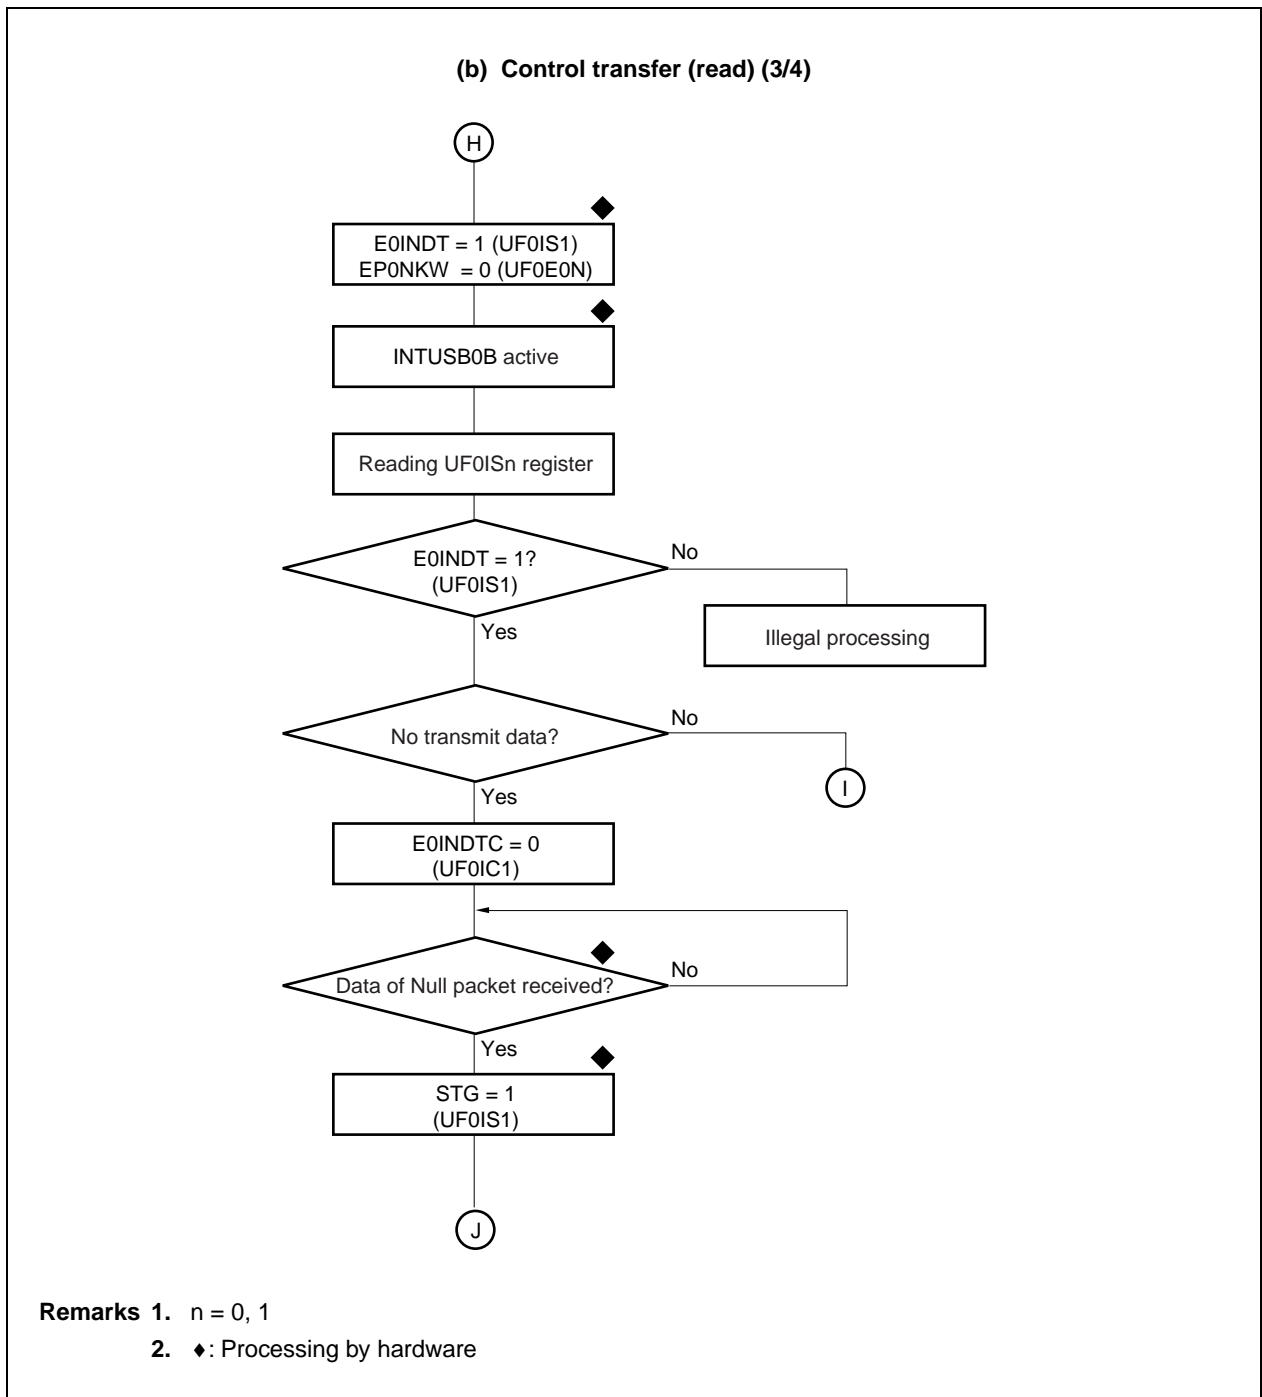 (b) Control transfer (read) (3/4)
H
E0INDT = 1 (UF0IS1)
EP0NKW = 0 (UF0E0N)
INTUSB0B active
Reading UF0ISn register
E0INDT = 1?
(UF0IS1)
No
Illegal processing
Yes
No transmit data?
No
I
Yes
E0INDTC = 0
(UF0IC1)
Data of Null packet received?
No
Yes
STG = 1
(UF0IS1)
J
Remarks 1. n = 0, 1
2. ♦: Processing by hardware